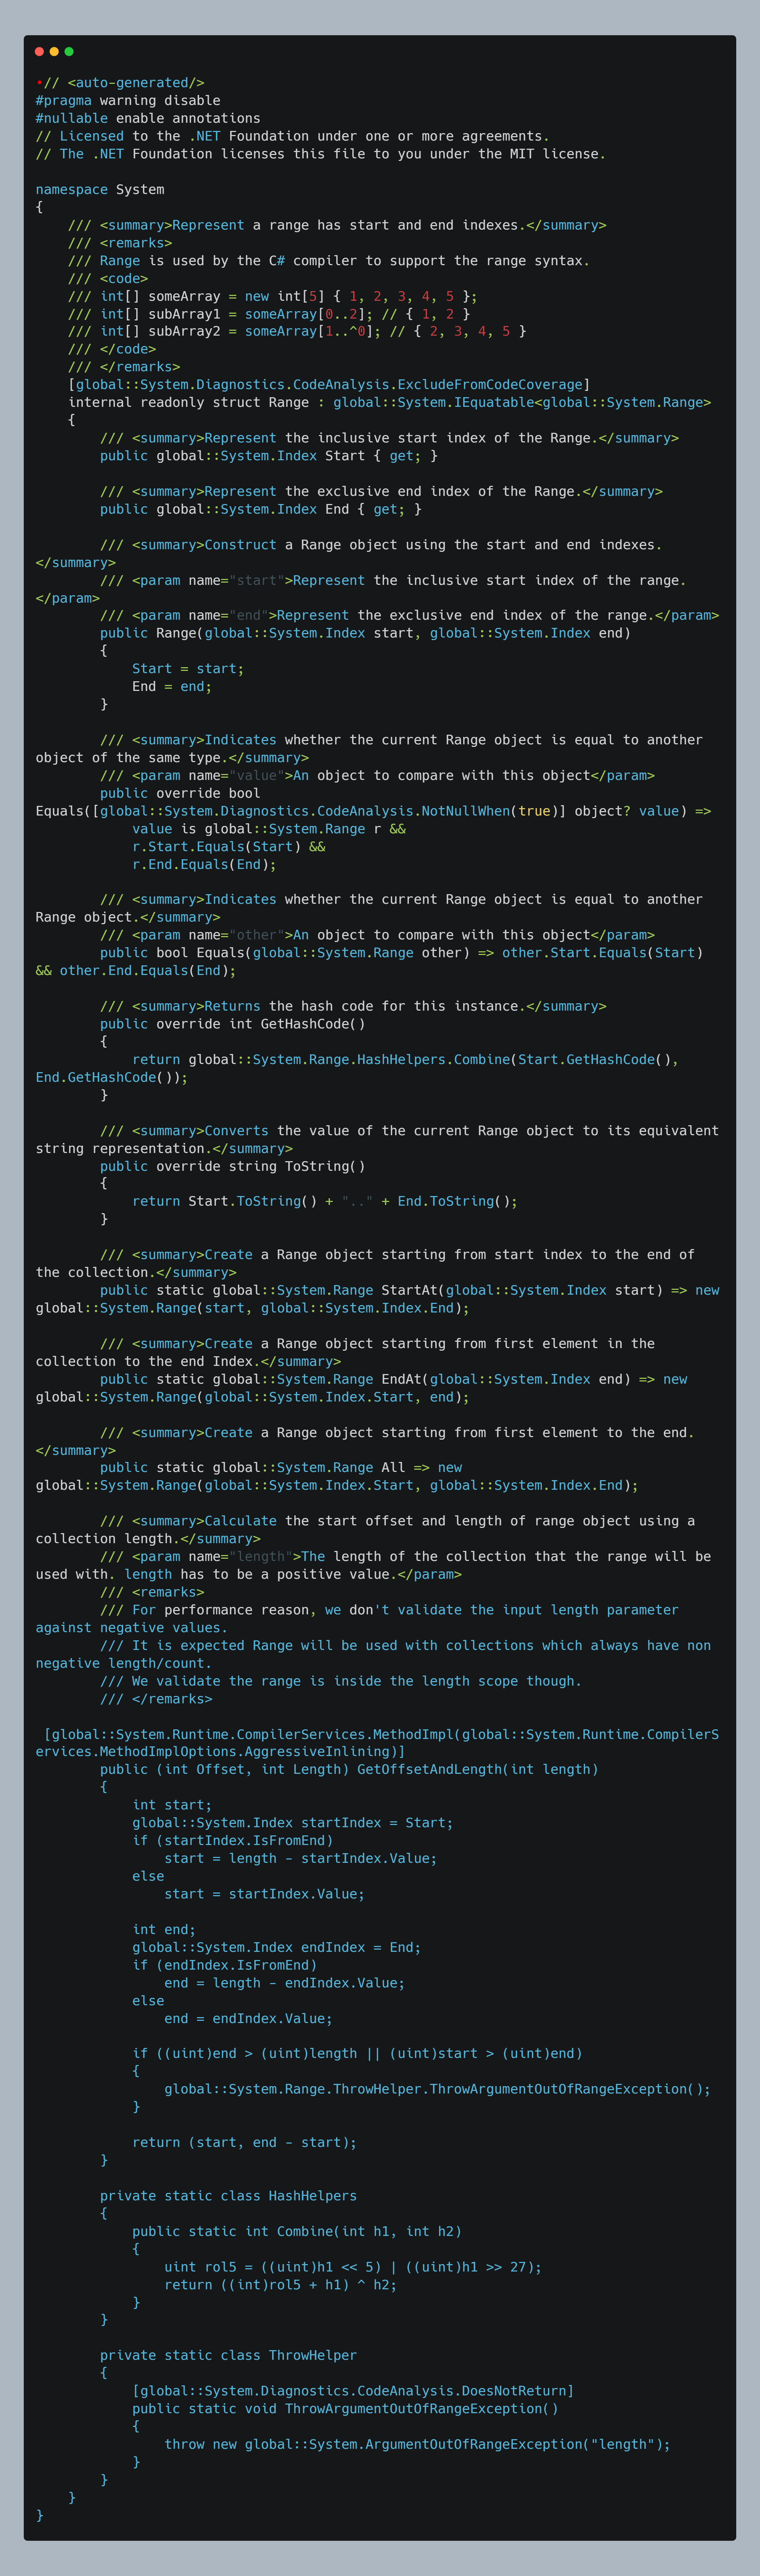 •// <auto-generated/>
#pragma warning disable
#nullable enable annotations
// Licensed to the .NET Foundation under one or more agreements.
// The .NET Foundation licenses this file to you under the MIT license.

namespace System
{
    /// <summary>Represent a range has start and end indexes.</summary>
    /// <remarks>
    /// Range is used by the C# compiler to support the range syntax.
    /// <code>
    /// int[] someArray = new int[5] { 1, 2, 3, 4, 5 };
    /// int[] subArray1 = someArray[0..2]; // { 1, 2 }
    /// int[] subArray2 = someArray[1..^0]; // { 2, 3, 4, 5 }
    /// </code>
    /// </remarks>
    [global::System.Diagnostics.CodeAnalysis.ExcludeFromCodeCoverage]
    internal readonly struct Range : global::System.IEquatable<global::System.Range>
    {
        /// <summary>Represent the inclusive start index of the Range.</summary>
        public global::System.Index Start { get; }

        /// <summary>Represent the exclusive end index of the Range.</summary>
        public global::System.Index End { get; }

        /// <summary>Construct a Range object using the start and end indexes.
</summary>
        /// <param name="start">Represent the inclusive start index of the range.
</param>
        /// <param name="end">Represent the exclusive end index of the range.</param>
        public Range(global::System.Index start, global::System.Index end)
        {
            Start = start;
            End = end;
        }

        /// <summary>Indicates whether the current Range object is equal to another
object of the same type.</summary>
        /// <param name="value">An object to compare with this object</param>
        public override bool
Equals([global::System.Diagnostics.CodeAnalysis.NotNullWhen(true)] object? value) =>
            value is global::System.Range r &&
            r.Start.Equals(Start) &&
            r.End.Equals(End);

        /// <summary>Indicates whether the current Range object is equal to another
Range object.</summary>
        /// <param name="other">An object to compare with this object</param>
        public bool Equals(global::System.Range other) => other.Start.Equals(Start)
&& other.End.Equals(End);

        /// <summary>Returns the hash code for this instance.</summary>
        public override int GetHashCode()
        {
            return global::System.Range.HashHelpers.Combine(Start.GetHashCode(),
End.GetHashCode());
        }

        /// <summary>Converts the value of the current Range object to its equivalent
string representation.</summary>
        public override string ToString()
        {
            return Start.ToString() + ".." + End.ToString();
        }

        /// <summary>Create a Range object starting from start index to the end of
the collection.</summary>
        public static global::System.Range StartAt(global::System.Index start) => new
global::System.Range(start, global::System.Index.End);

        /// <summary>Create a Range object starting from first element in the
collection to the end Index.</summary>
        public static global::System.Range EndAt(global::System.Index end) => new
global::System.Range(global::System.Index.Start, end);

        /// <summary>Create a Range object starting from first element to the end.
</summary>
        public static global::System.Range All => new
global::System.Range(global::System.Index.Start, global::System.Index.End);

        /// <summary>Calculate the start offset and length of range object using a
collection length.</summary>
        /// <param name="length">The length of the collection that the range will be
used with. length has to be a positive value.</param>
        /// <remarks>
        /// For performance reason, we don't validate the input length parameter
against negative values.
        /// It is expected Range will be used with collections which always have non
negative length/count.
        /// We validate the range is inside the length scope though.
        /// </remarks>

 [global::System.Runtime.CompilerServices.MethodImpl(global::System.Runtime.CompilerS
ervices.MethodImplOptions.AggressiveInlining)]
        public (int Offset, int Length) GetOffsetAndLength(int length)
        {
            int start;
            global::System.Index startIndex = Start;
            if (startIndex.IsFromEnd)
                start = length - startIndex.Value;
            else
                start = startIndex.Value;

            int end;
            global::System.Index endIndex = End;
            if (endIndex.IsFromEnd)
                end = length - endIndex.Value;
            else
                end = endIndex.Value;

            if ((uint)end > (uint)length || (uint)start > (uint)end)
            {
                global::System.Range.ThrowHelper.ThrowArgumentOutOfRangeException();
            }

            return (start, end - start);
        }

        private static class HashHelpers
        {
            public static int Combine(int h1, int h2)
            {
                uint rol5 = ((uint)h1 << 5) | ((uint)h1 >> 27);
                return ((int)rol5 + h1) ^ h2;
            }
        }

        private static class ThrowHelper
        {
            [global::System.Diagnostics.CodeAnalysis.DoesNotReturn]
            public static void ThrowArgumentOutOfRangeException()
            {
                throw new global::System.ArgumentOutOfRangeException("length");
            }
        }
    }
}